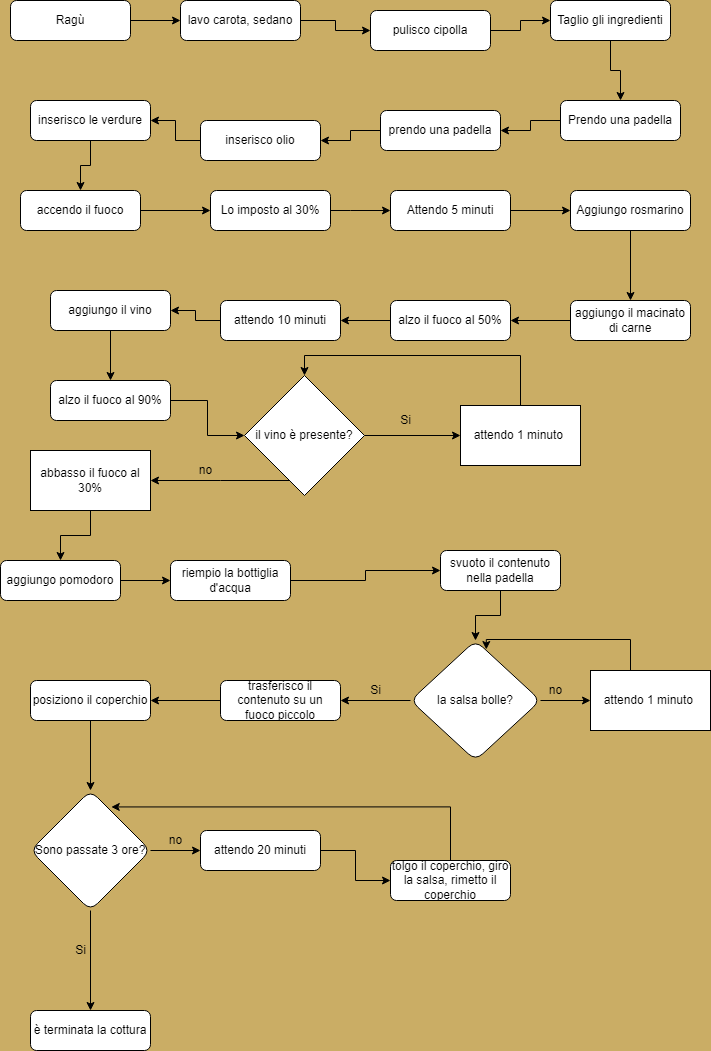 Ragù
lavo carota, sedano
pulisco cipolla
Taglio gli ingredienti
Prendo una padella
prendo una padella
inserisco olio
inserisco le verdure
accendo il fuoco
Lo imposto al 30%
Attendo 5 minuti
Aggiungo rosmarino
aggiungo il macinato
di carne
alzo il fuoco al 50%
attendo 10 minuti
aggiungo il vino
alzo il fuoco al 90%
il vino è presente?
Si
attendo 1 minuto
no
abbasso il fuoco al
30%
aggiungo pomodoro
riempio la bottiglia
d'acqua
svuoto il contenuto
nella padella
la salsa bolle?
no
attendo 1 minuto
Si
trasferisco il
contenuto su un
fuoco piccolo
posiziono il coperchio
Sono passate 3 ore?
no
attendo 20 minuti
tolgo il coperchio, giro
la salsa, rimetto il
coperchio
Si
è terminata la cottura